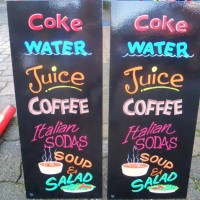 Coke
WATER
Juice
COFFEE
Italian
SODAS
SOUP
&
SALAD
Coke
WATER
Juice
COFFEE
Italian
SODAS
SOUP
&
SALAD